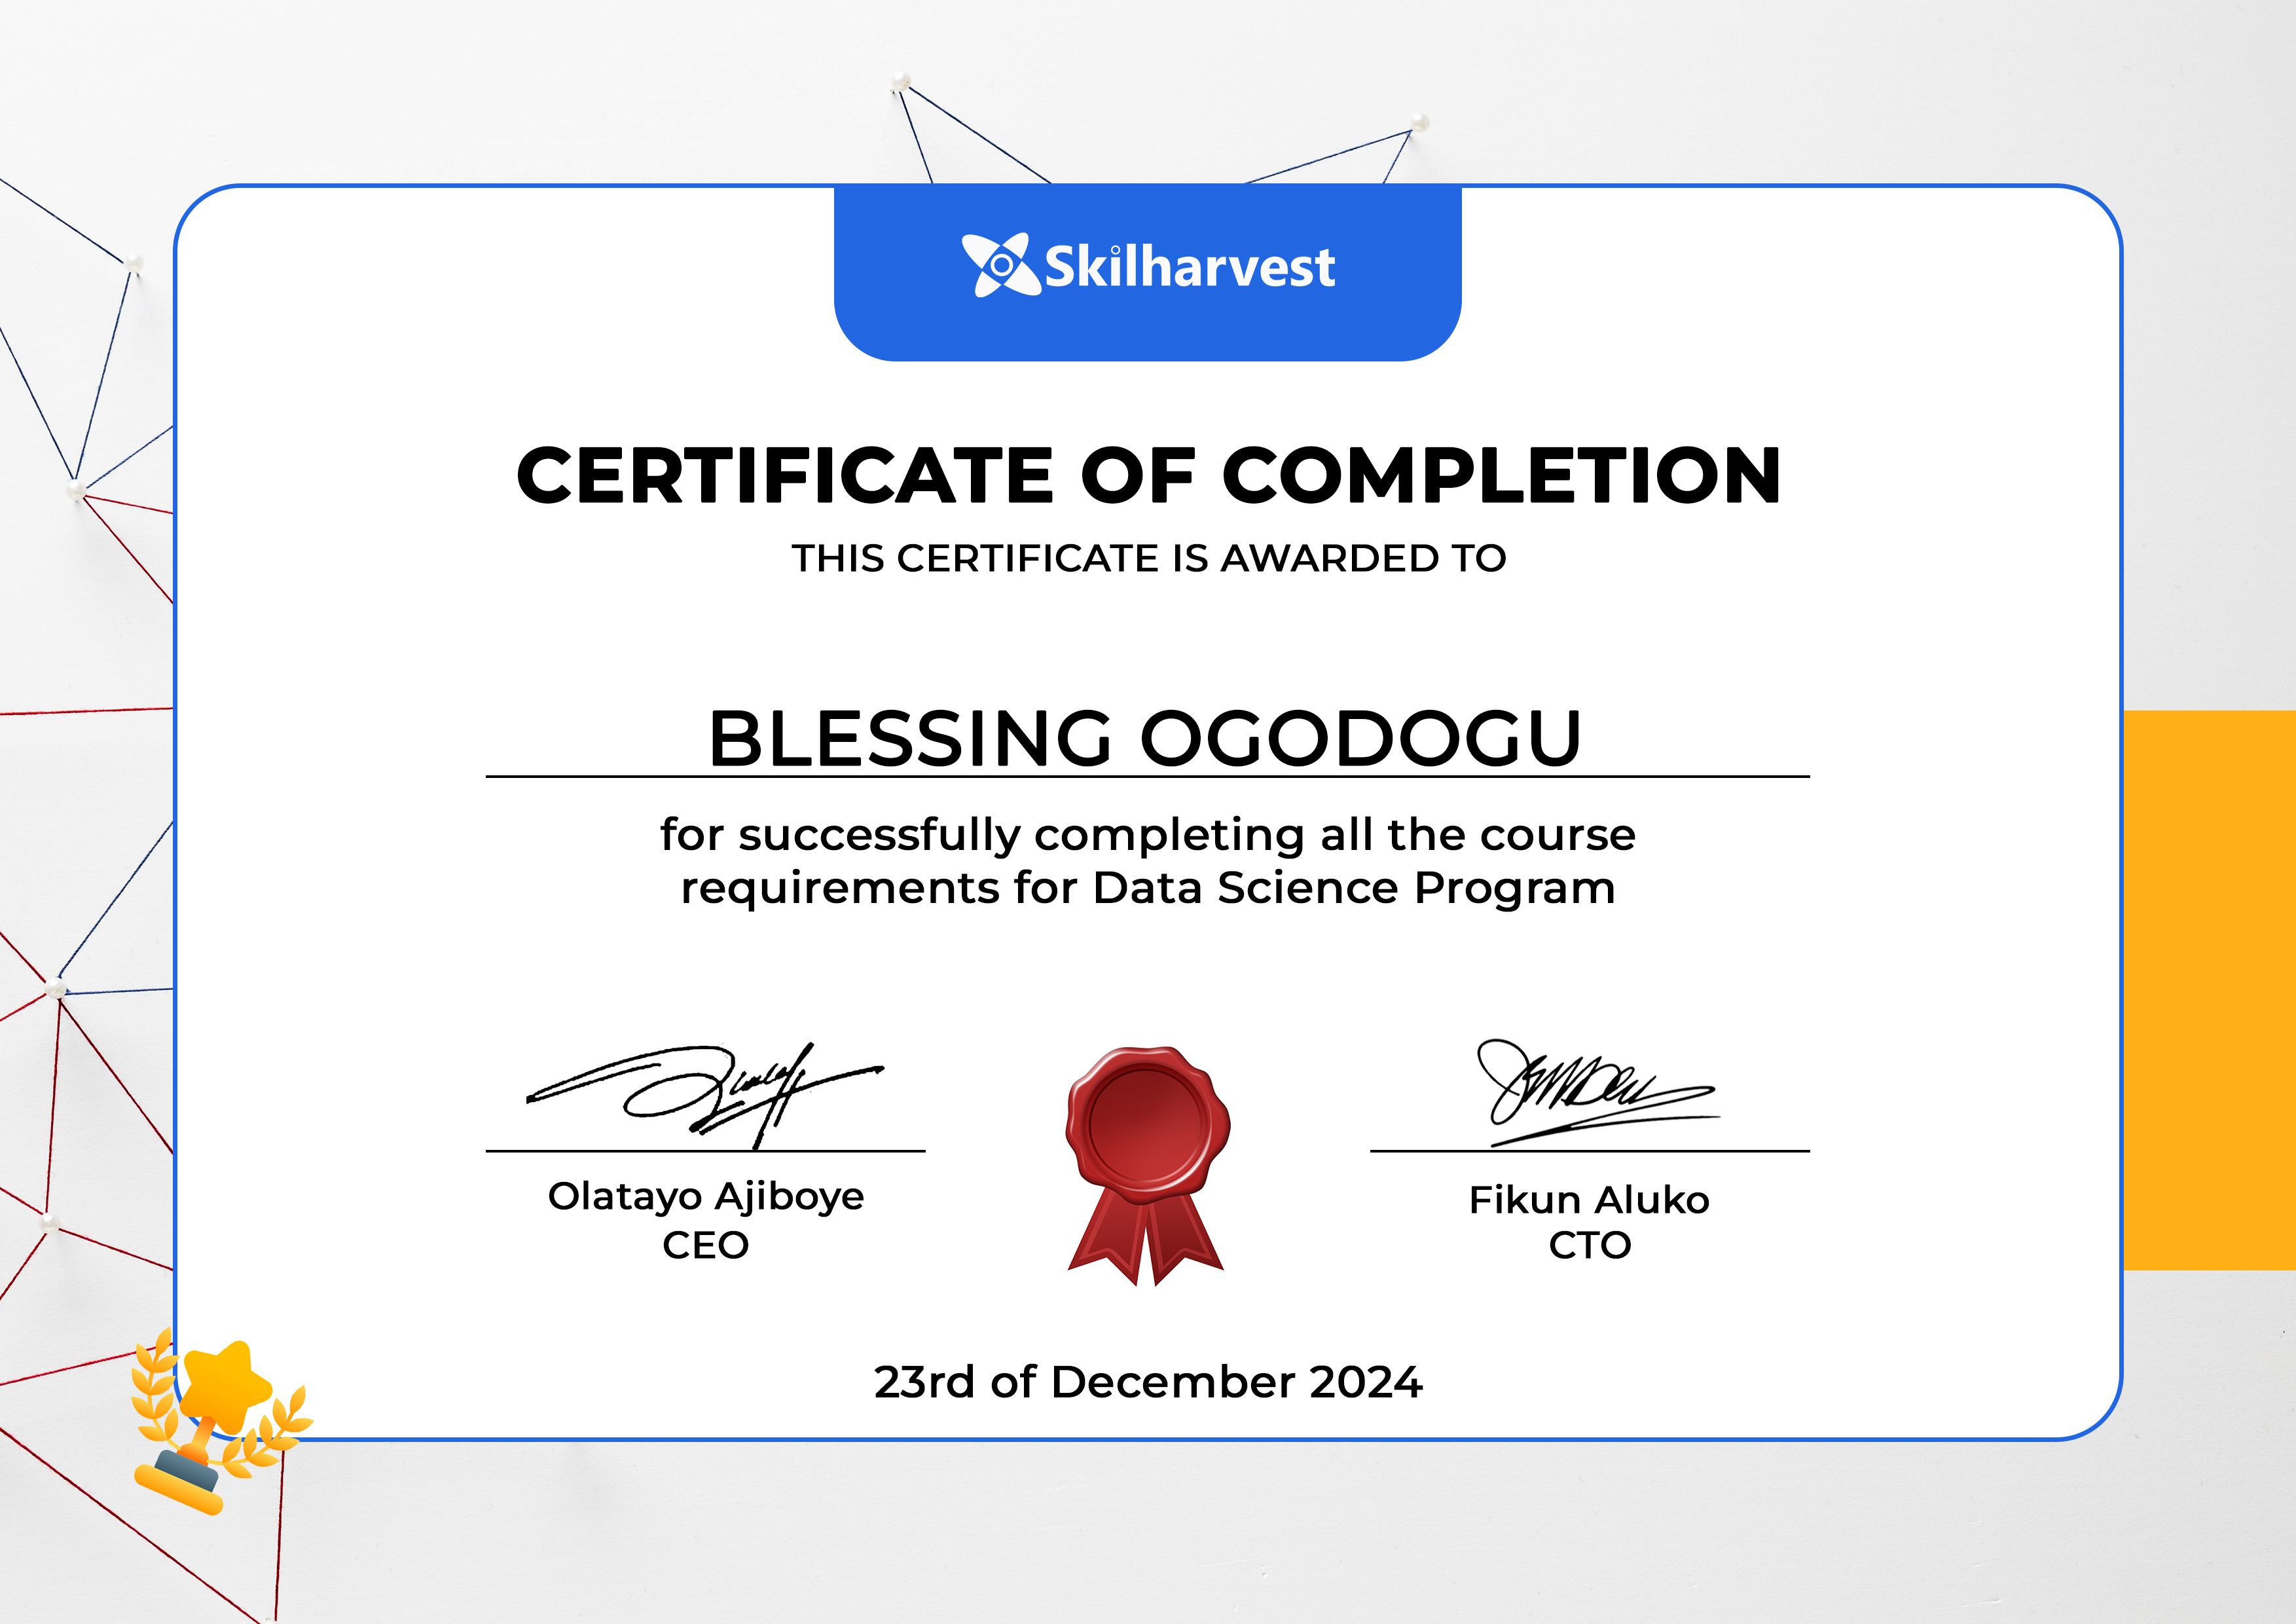 Skilharvest
CERTIFICATE OF COMPLETION
THIS CERTIFICATE IS AWARDED TO
BLESSING OGODOGU
for successfully completing all the course
requirements for Data Science Program
Olatayo Ajiboye
CEO
Fikun Aluko
CTO
23rd of December 2024